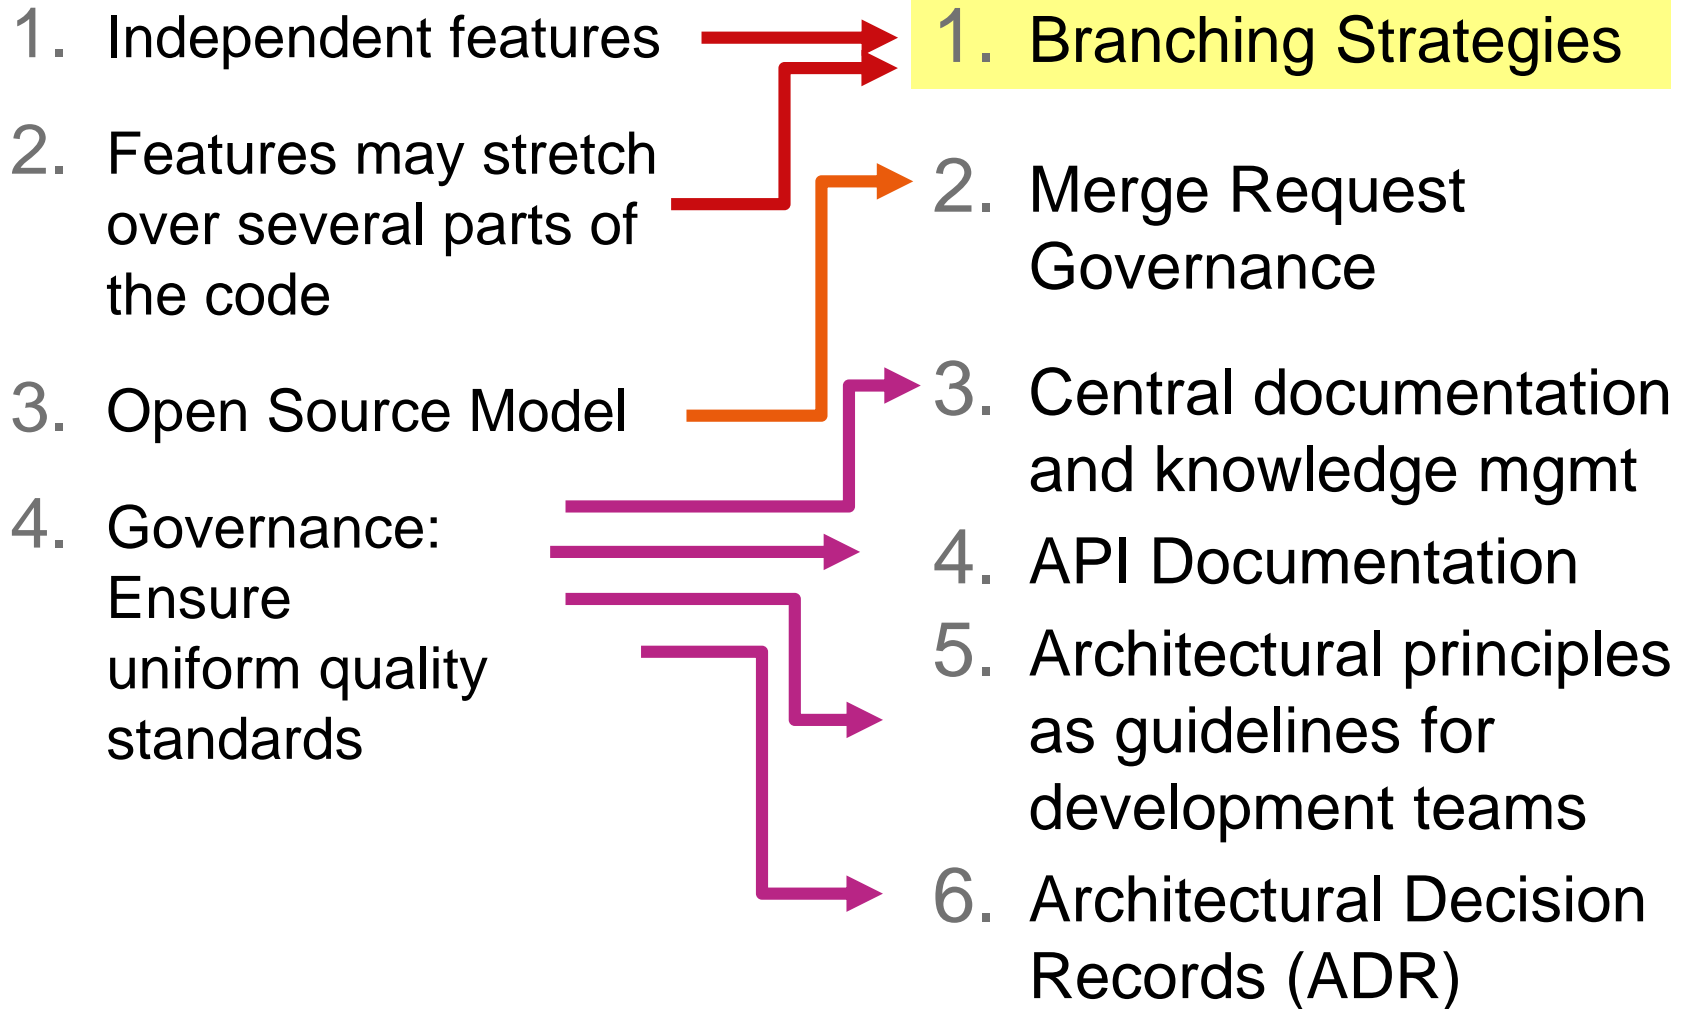 1. Independent features
2. Features may stretch
over several parts of
the code
3. Open Source Model
4. Governance:
Ensure
uniform quality
standards
1. Branching Strategies
2. Merge Request
Governance
3. Central documentation
and knowledge mgmt
4. API Documentation
5. Architectural principles
as guidelines for
development teams
6. Architectural Decision
Records (ADR)